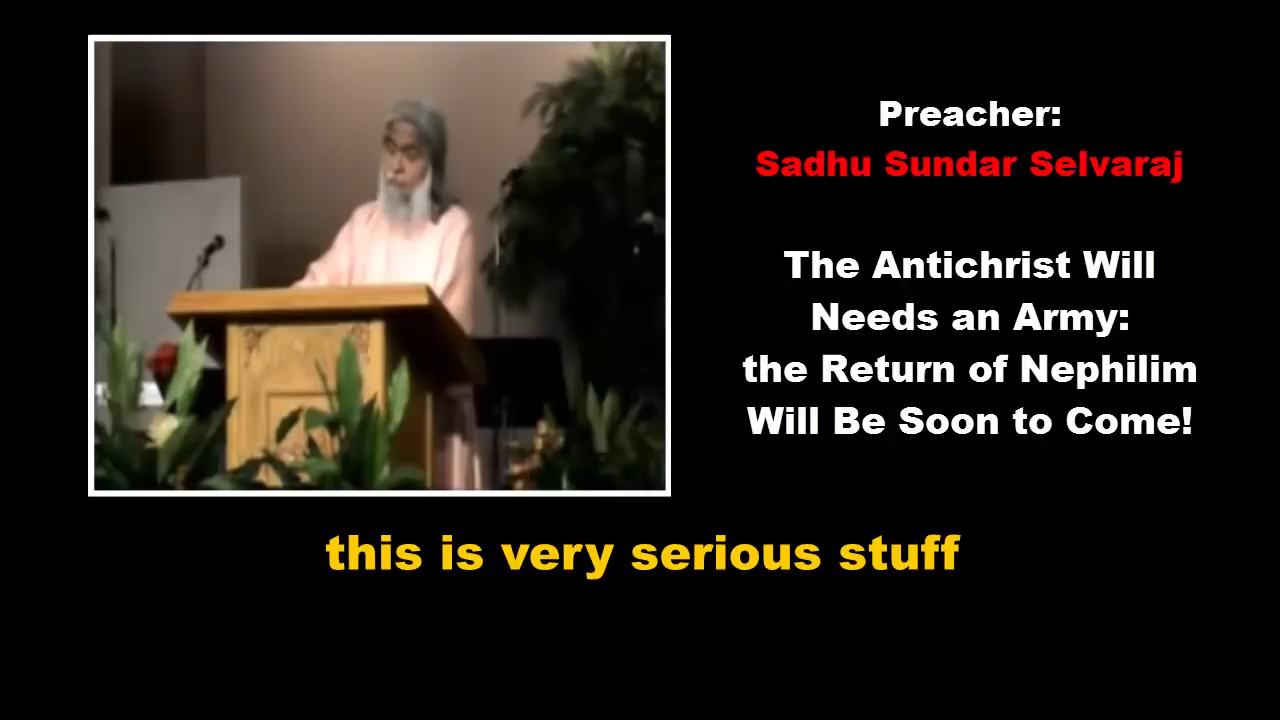 Preacher:
Sadhu Sundar Selvaraj
The Antichrist Will
Needs an Army:
the Return of Nephilim
Will Be Soon to Come!
this is very serious stuff